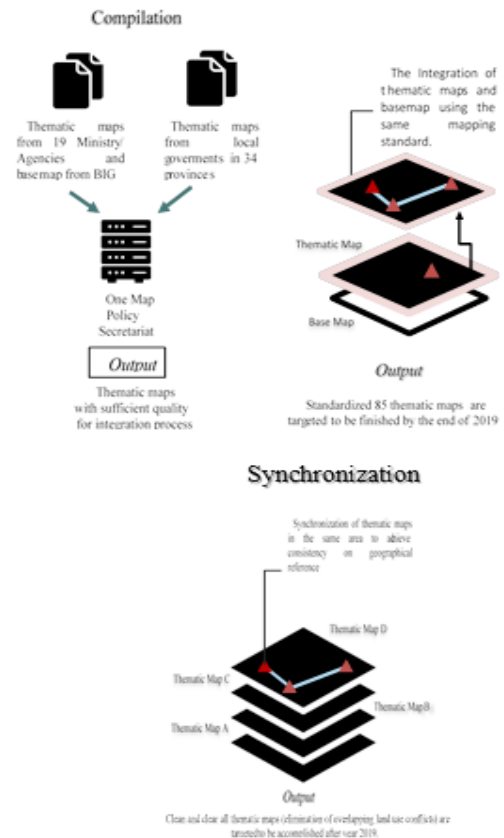 Compilation
Thematic maps
from 19 Ministry/
Agencies and
basemap from BIG
Thematic maps
from local
goverments in 34
provinces
One Map
Policy
Secretariat
Output
Thematic maps
with sufficient quality
for integration process
The Integration of
thematic maps and
basemap using the
same mapping
standard.
Thematic Map
Base Map
Output
Standardized 85 thematic maps are
targeted to be finished by the end of 2019
Synchronization
Synchronization of thematic maps
in the same area to achieve
consistency on geographical
reference
Thematic Map D
Thematic Map C
Thematic Map B
Thematic Map A
Output
Clean and clear all thematic maps (elimination of overlapping land use conflicts) are
targeted to be accomplished after year 2019.